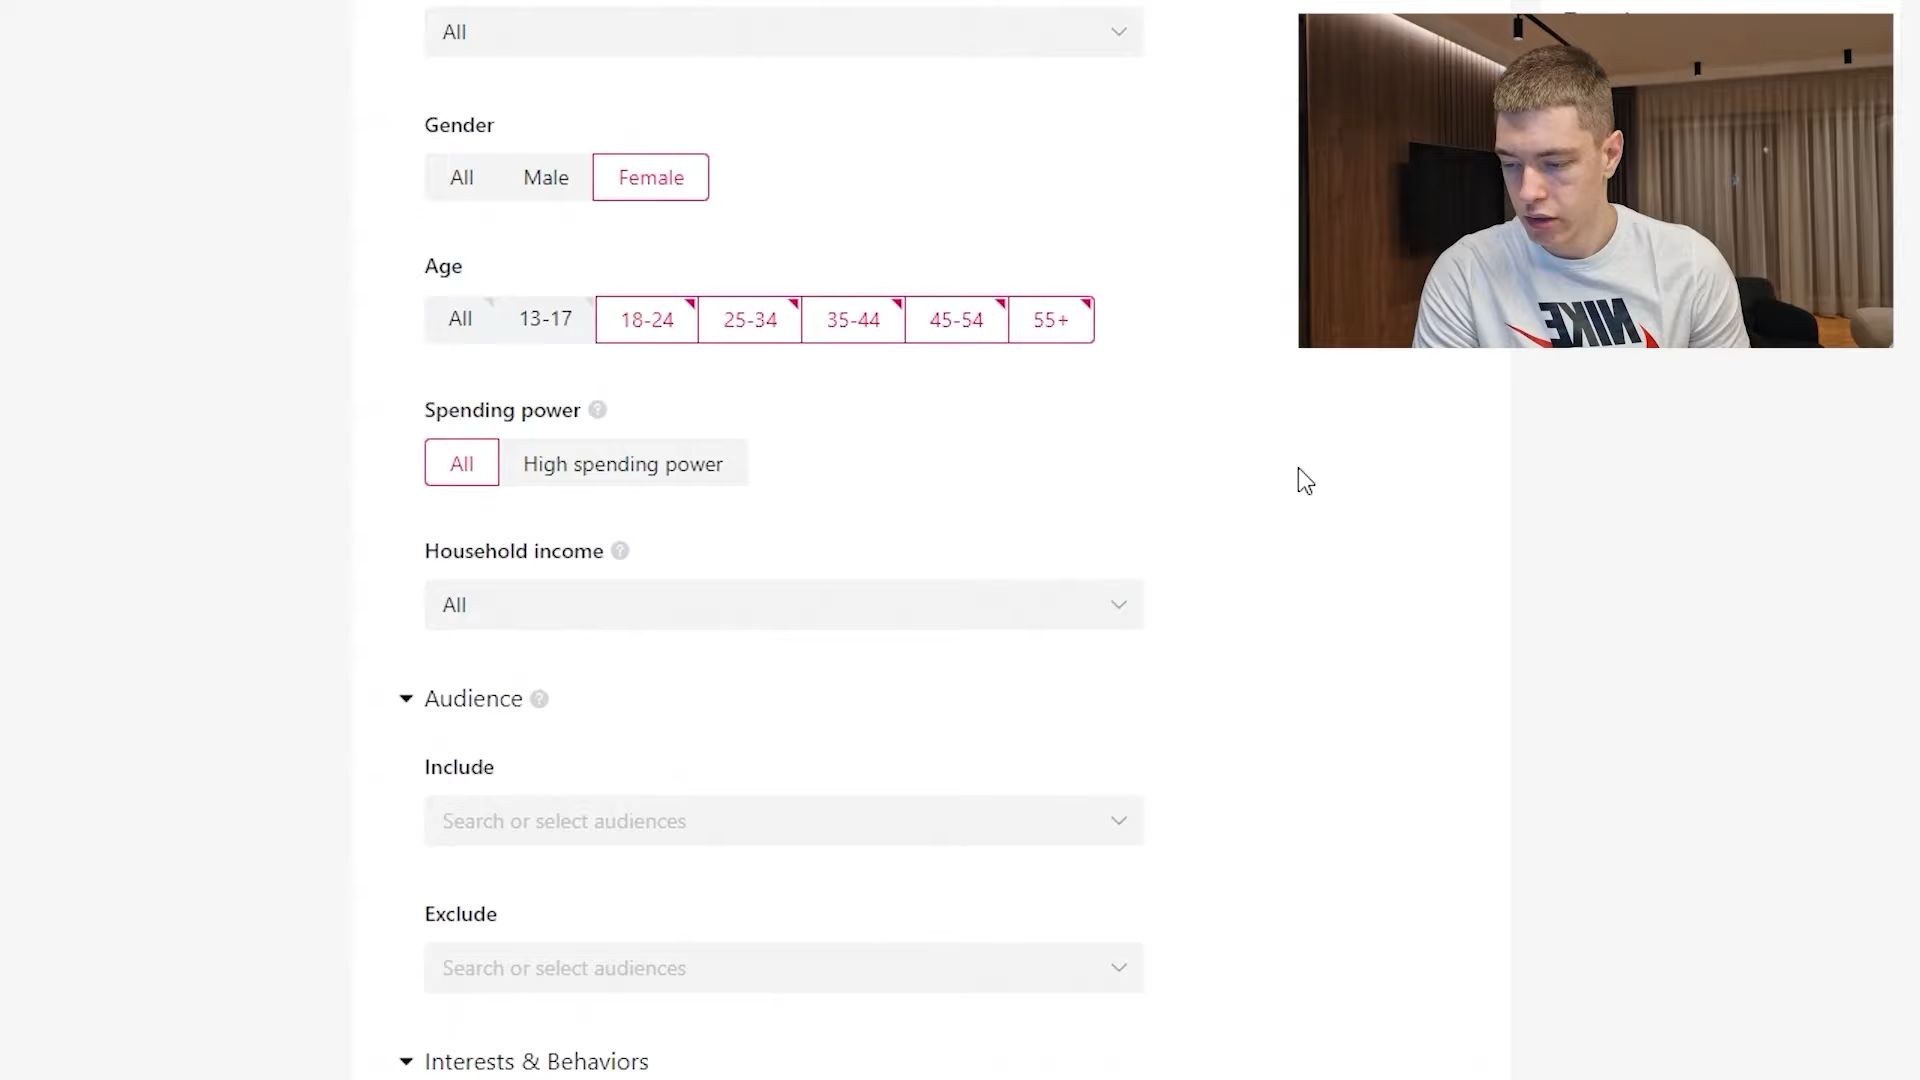 All
Gender
All Male Female
Age
All 13-17 18-24 25-34 35-44 45-54 55+
Spending power ?
All High spending power
Household income ?
All
Audience ?
Include
Search or select audiences
Exclude
Search or select audiences
Interests & Behaviors
NIKE